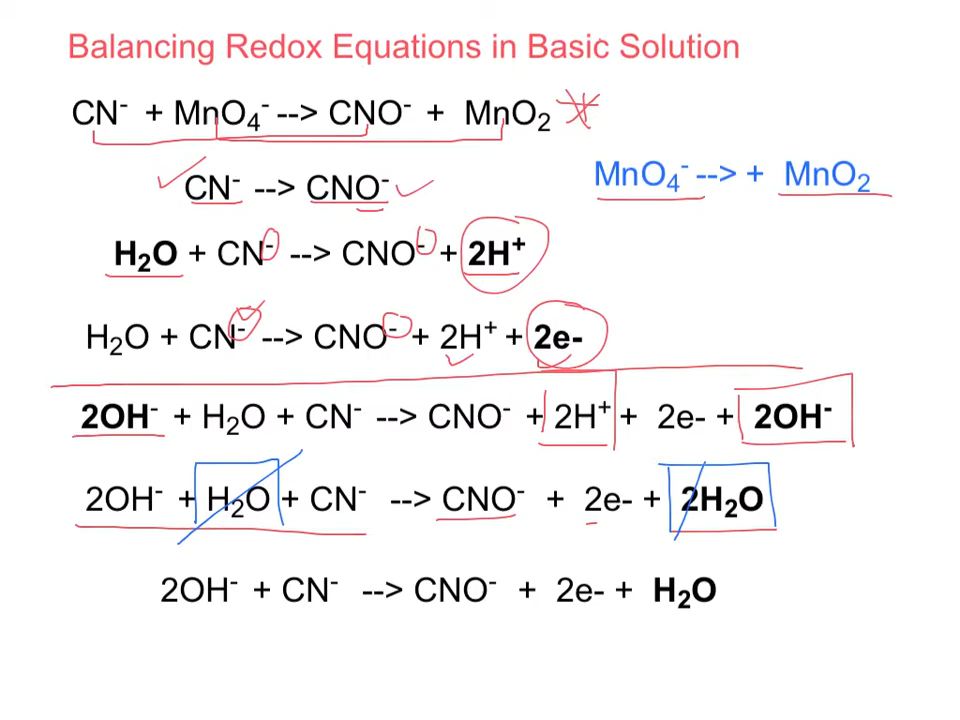 Balancing Redox Equations in Basic Solution
CN⁻ + MnO₄⁻ --> CNO⁻ + MnO₂
CN⁻ --> CNO⁻
MnO₄⁻ --> + MnO₂
H₂O + CN⁻ --> CNO⁻ + 2H⁺
H₂O + CN⁻ --> CNO⁻ + 2H⁺ + 2e-
2OH⁻ + H₂O + CN⁻ --> CNO⁻ + 2H⁺ + 2e- + 2OH⁻
2OH⁻ + H₂O + CN⁻ --> CNO⁻ + 2e- + 2H₂O
2OH⁻ + CN⁻ --> CNO⁻ + 2e- + H₂O